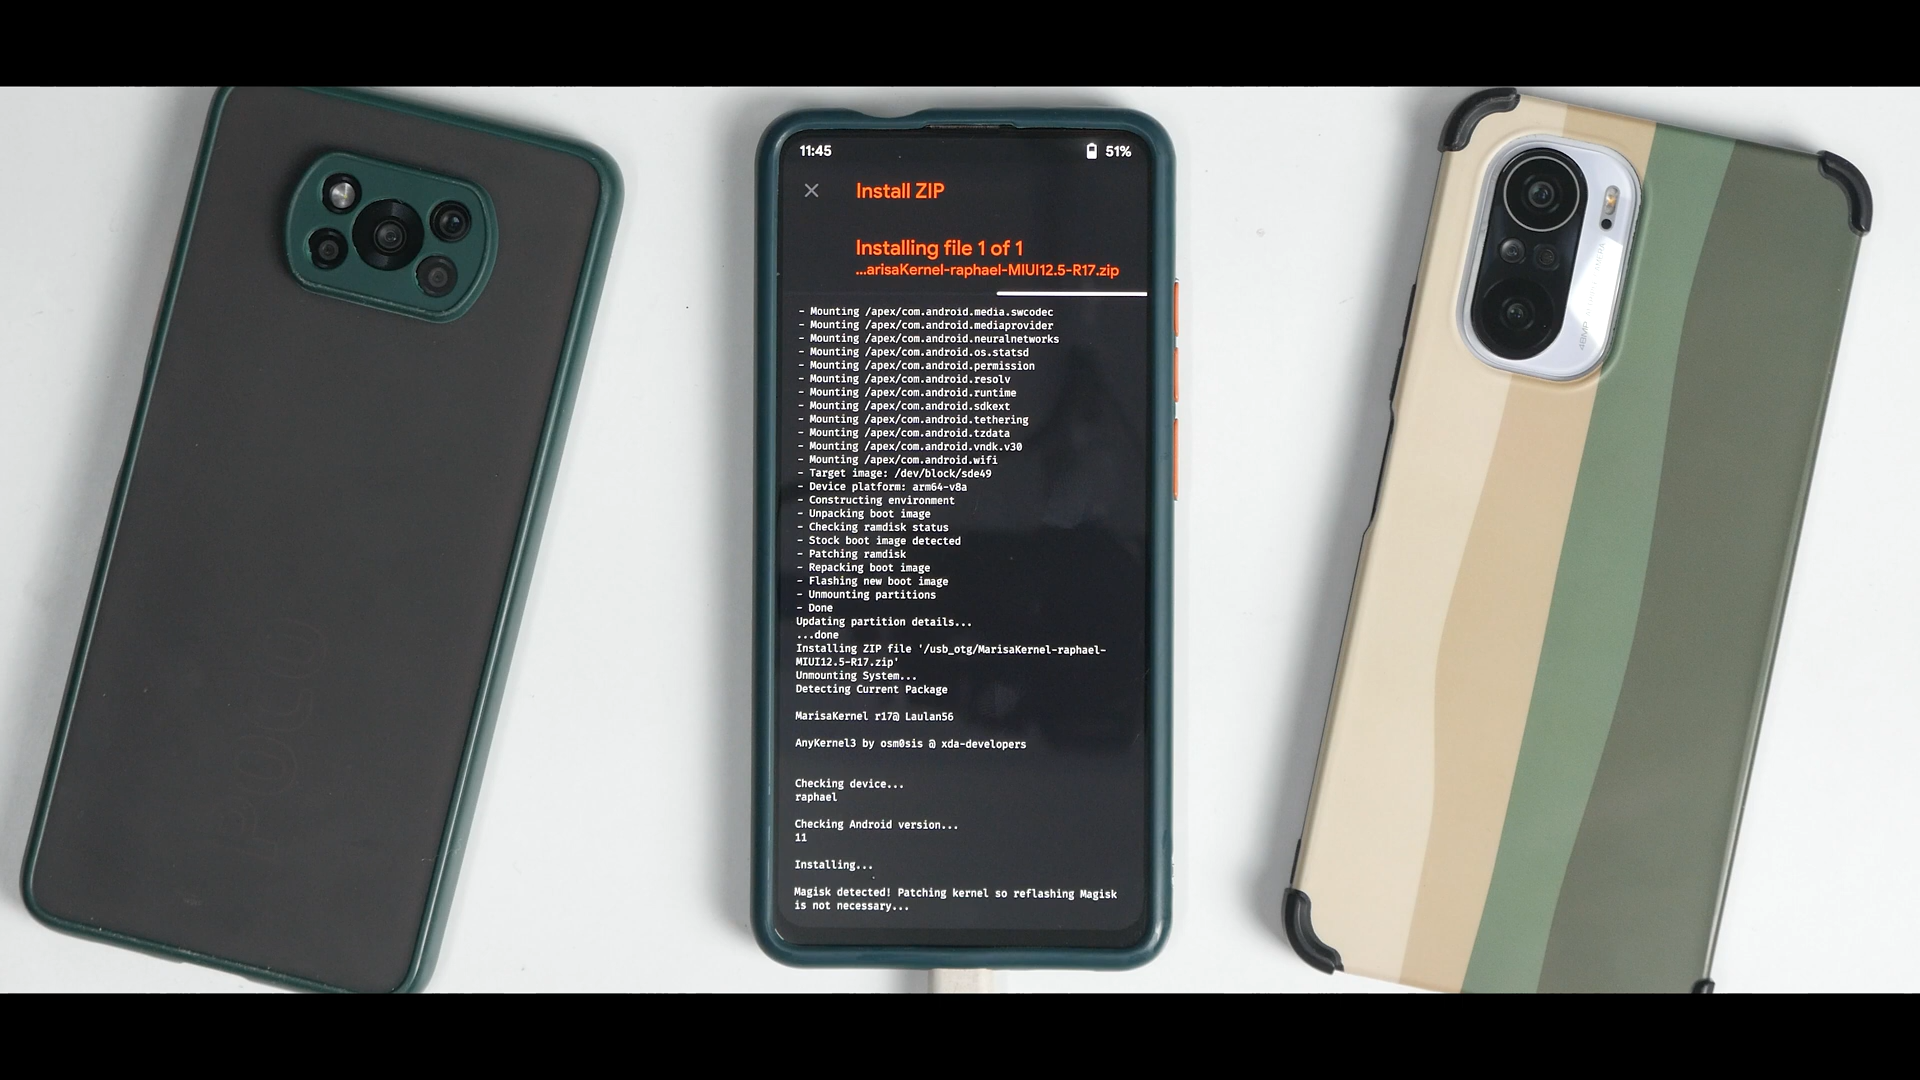 11:45
51%
Install ZIP
Installing file 1 of 1
...arisaKernel-raphael-MIUI12.5-R17.zip
- Mounting /apex/com.android.media.swcodec
- Mounting /apex/com.android.mediaprovider
- Mounting /apex/com.android.neuralnetworks
- Mounting /apex/com.android.os.statsd
- Mounting /apex/com.android.permission
- Mounting /apex/com.android.resolv
- Mounting /apex/com.android.runtime
- Mounting /apex/com.android.sdkext
- Mounting /apex/com.android.tethering
- Mounting /apex/com.android.tzdata
- Mounting /apex/com.android.vndk.v30
- Mounting /apex/com.android.wifi
- Target image: /dev/block/sde49
- Device platform: arm64-v8a
- Constructing environment
- Unpacking boot image
- Checking ramdisk status
- Stock boot image detected
- Patching ramdisk
- Repacking boot image
- Flashing new boot image
- Unmounting partitions
- Done
Updating partition details...
...done
Installing ZIP file '/usb_otg/MarisaKernel-raphael-
MIUI12.5-R17.zip'
Unmounting System...
Detecting Current Package
MarisaKernel r17@ Laulan56
AnyKernel3 by osm0sis @ xda-developers
Checking device...
raphael
Checking Android version...
11
Installing...
Magisk detected! Patching kernel so reflashing Magisk
is not necessary...
POCO
48MP